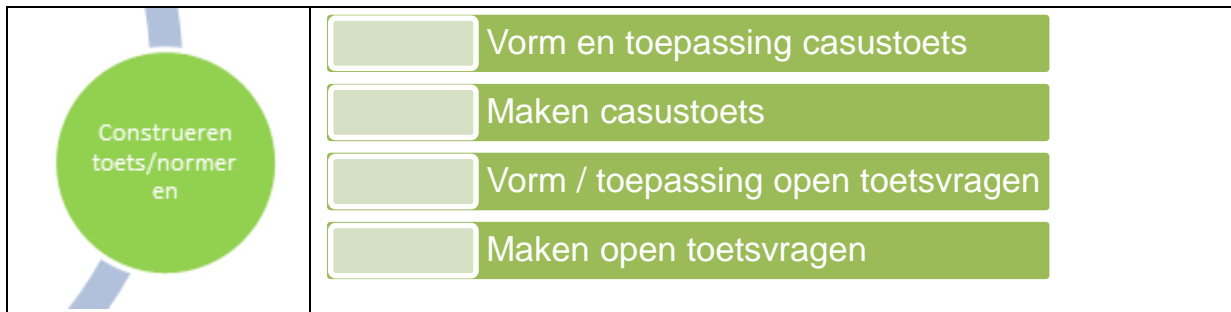 Construeren
toets/normer
en
Vorm en toepassing casustoets
Maken casustoets
Vorm / toepassing open toetsvragen
Maken open toetsvragen